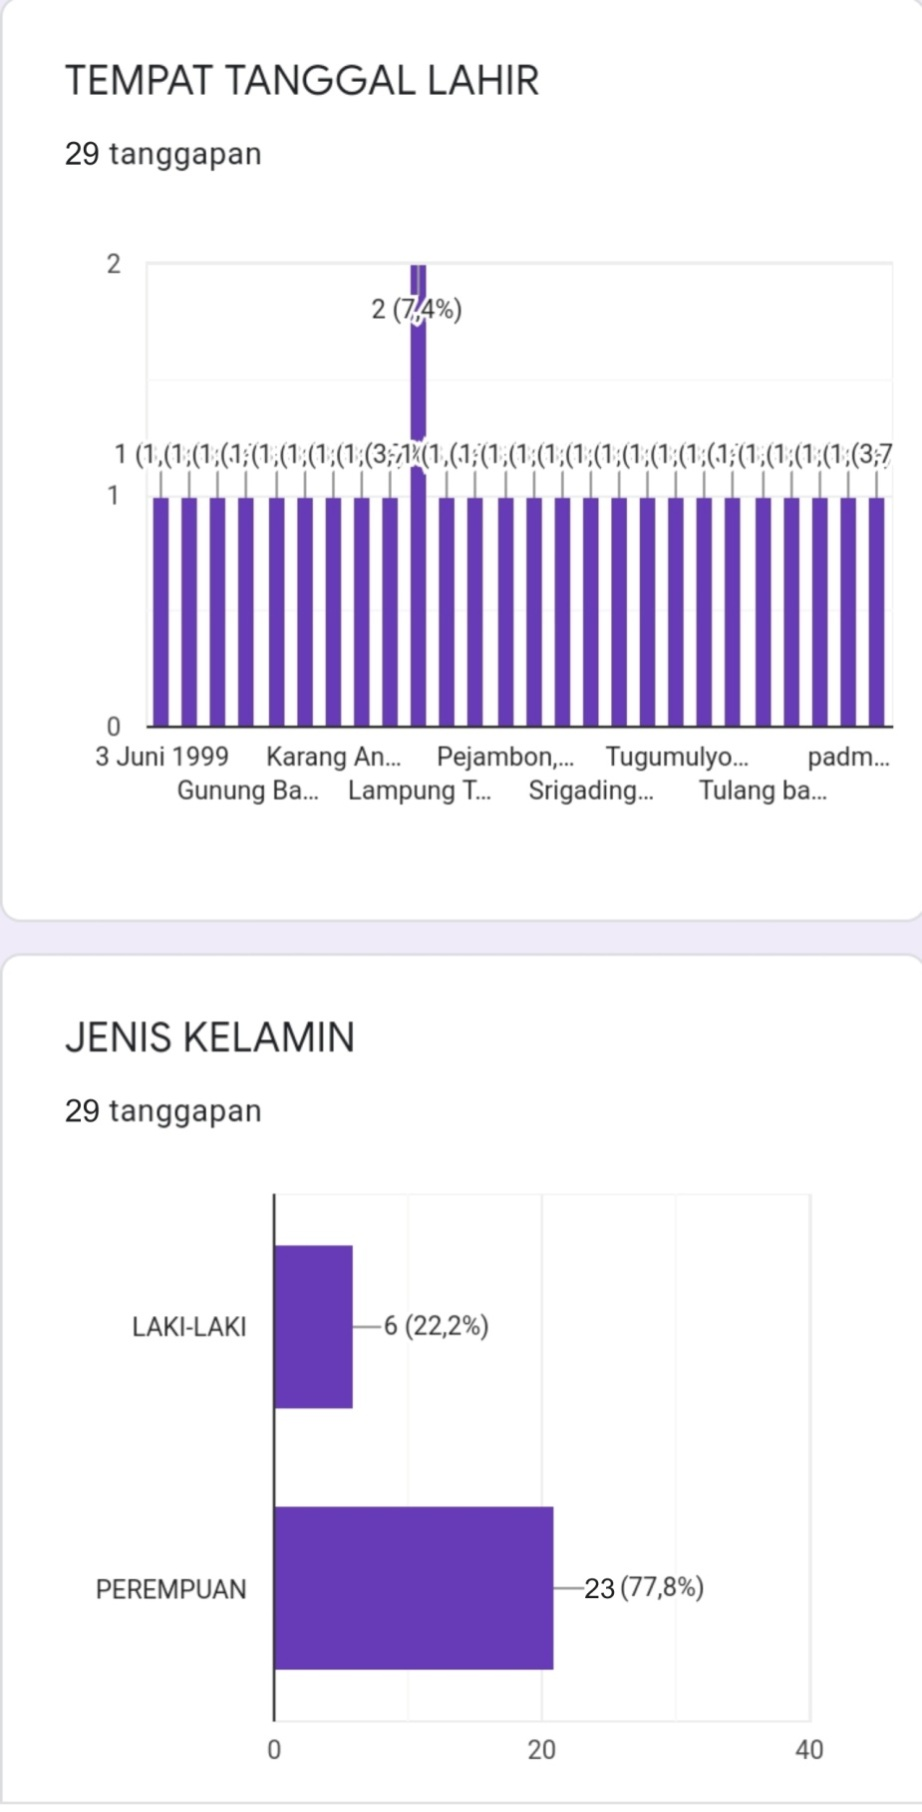 TEMPAT TANGGAL LAHIR
29 tanggapan
2
2 (7,4%)
1
0
3 Juni 1999 Karang An... Pejambon,... Tugumulyo... padm...
Gunung Ba... Lampung T... Srigading... Tulang ba...
JENIS KELAMIN
29 tanggapan
LAKI-LAKI 6 (22,2%)
PEREMPUAN 23 (77,8%)
0 20 40